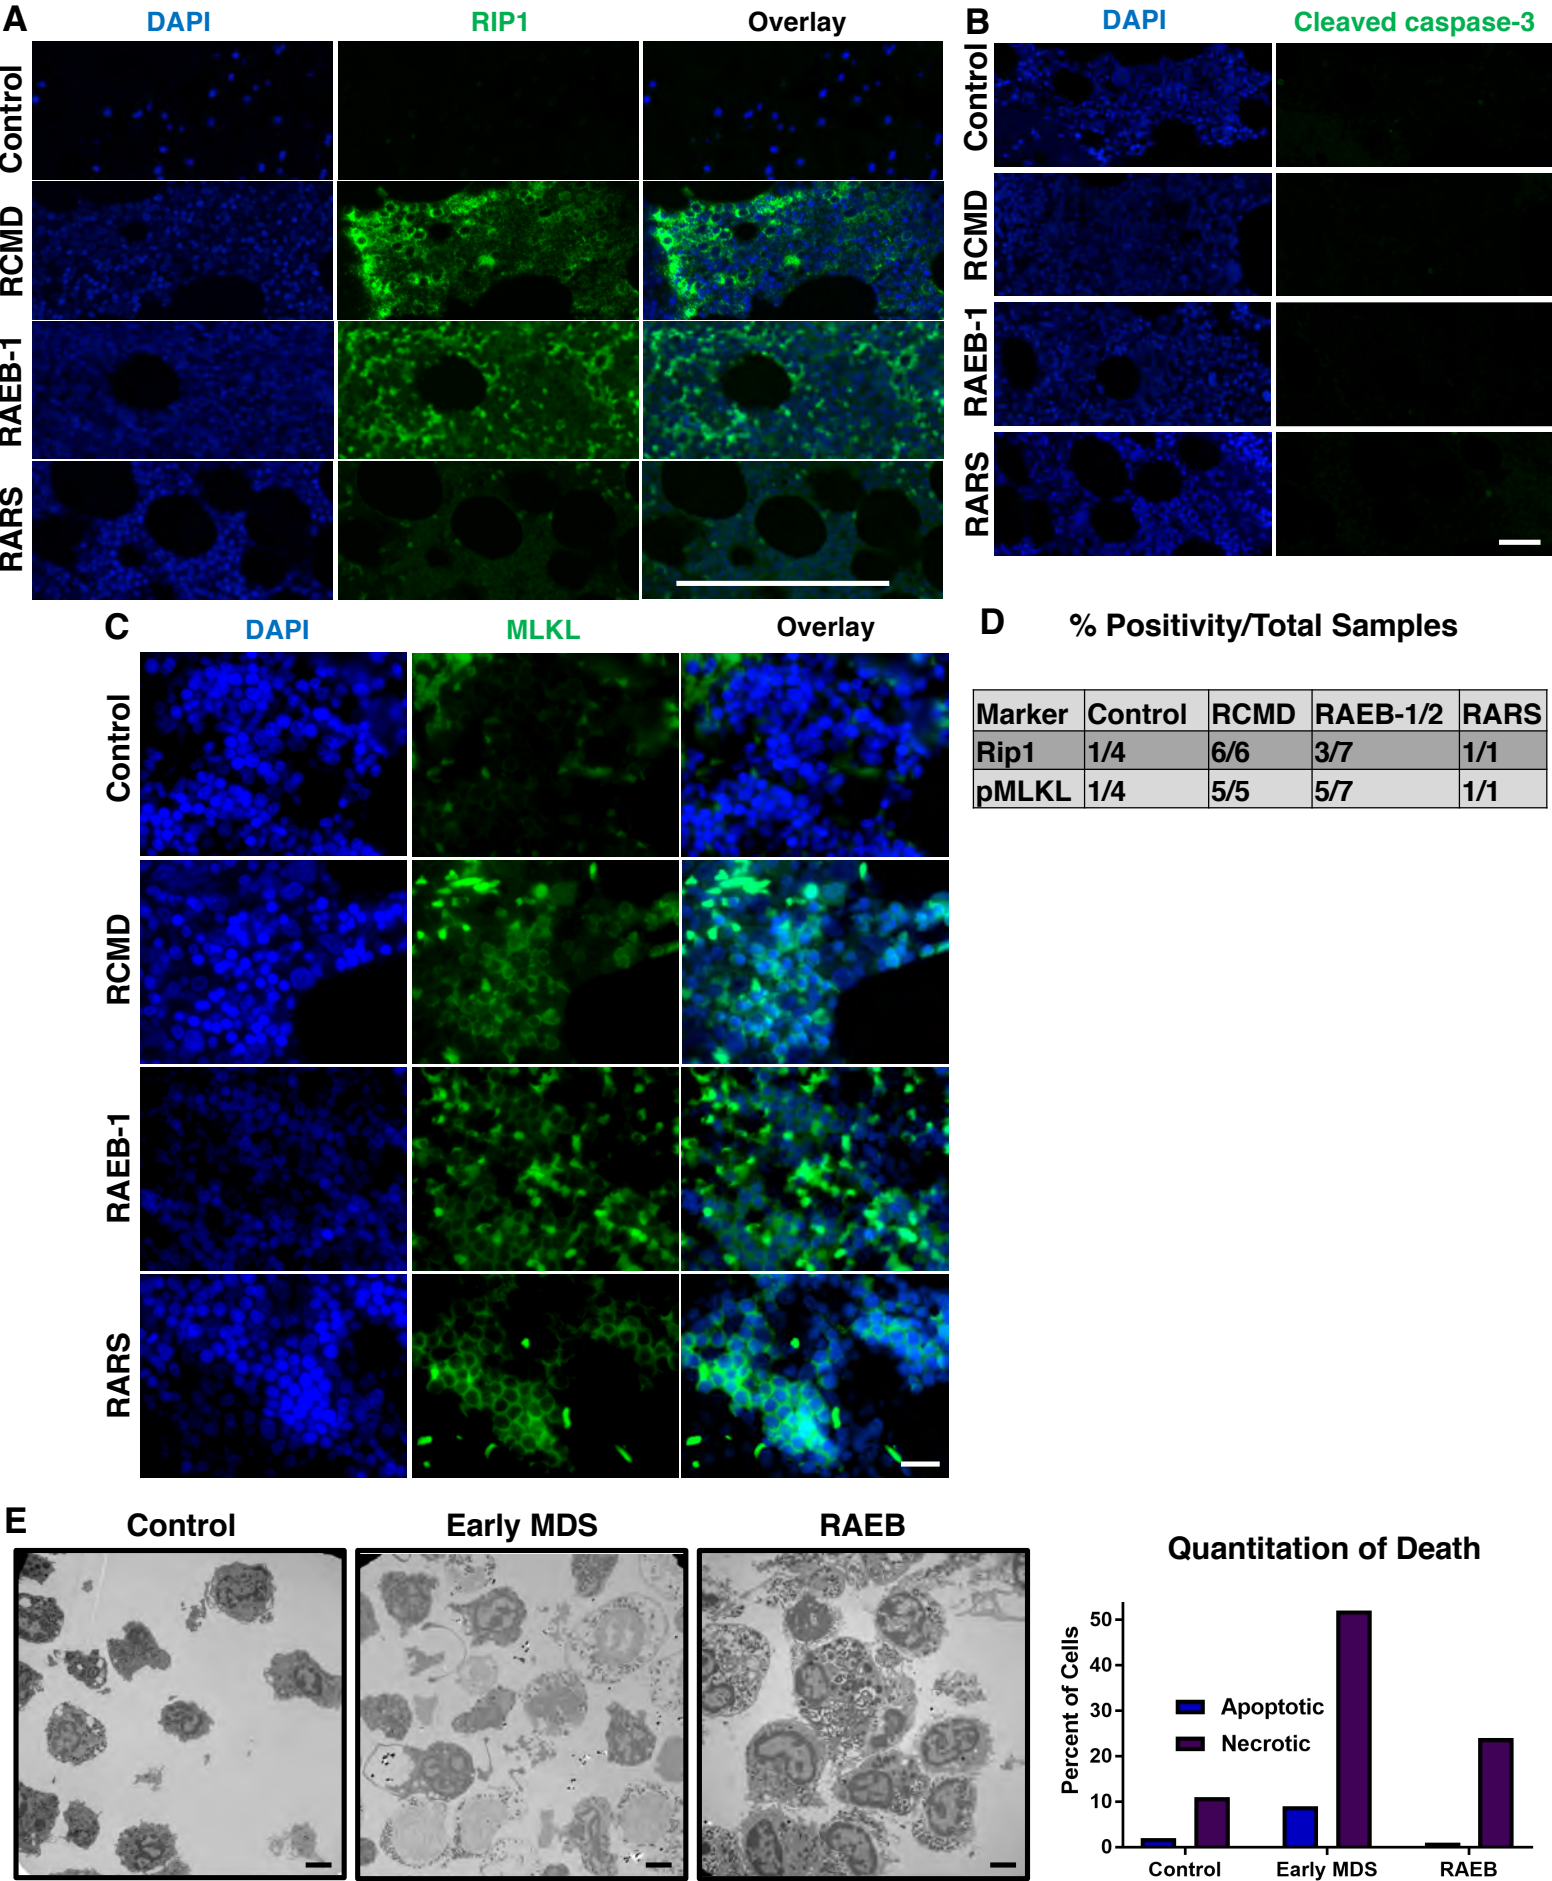 A
DAPI
RIP1
Overlay
Control
RCMD
RAEB-1
RARS
B
DAPI
Cleaved caspase-3
Control
RCMD
RAEB-1
RARS
C
DAPI
MLKL
Overlay
Control
RCMD
RAEB-1
RARS
D
% Positivity/Total Samples
Marker Control RCMD RAEB-1/2 RARS
Rip1 1/4 6/6 3/7 1/1
pMLKL 1/4 5/5 5/7 1/1
E
Control
Early MDS
RAEB
Quantitation of Death
Percent of Cells
50
40
30
20
10
0
Apoptotic
Necrotic
Control Early MDS RAEB